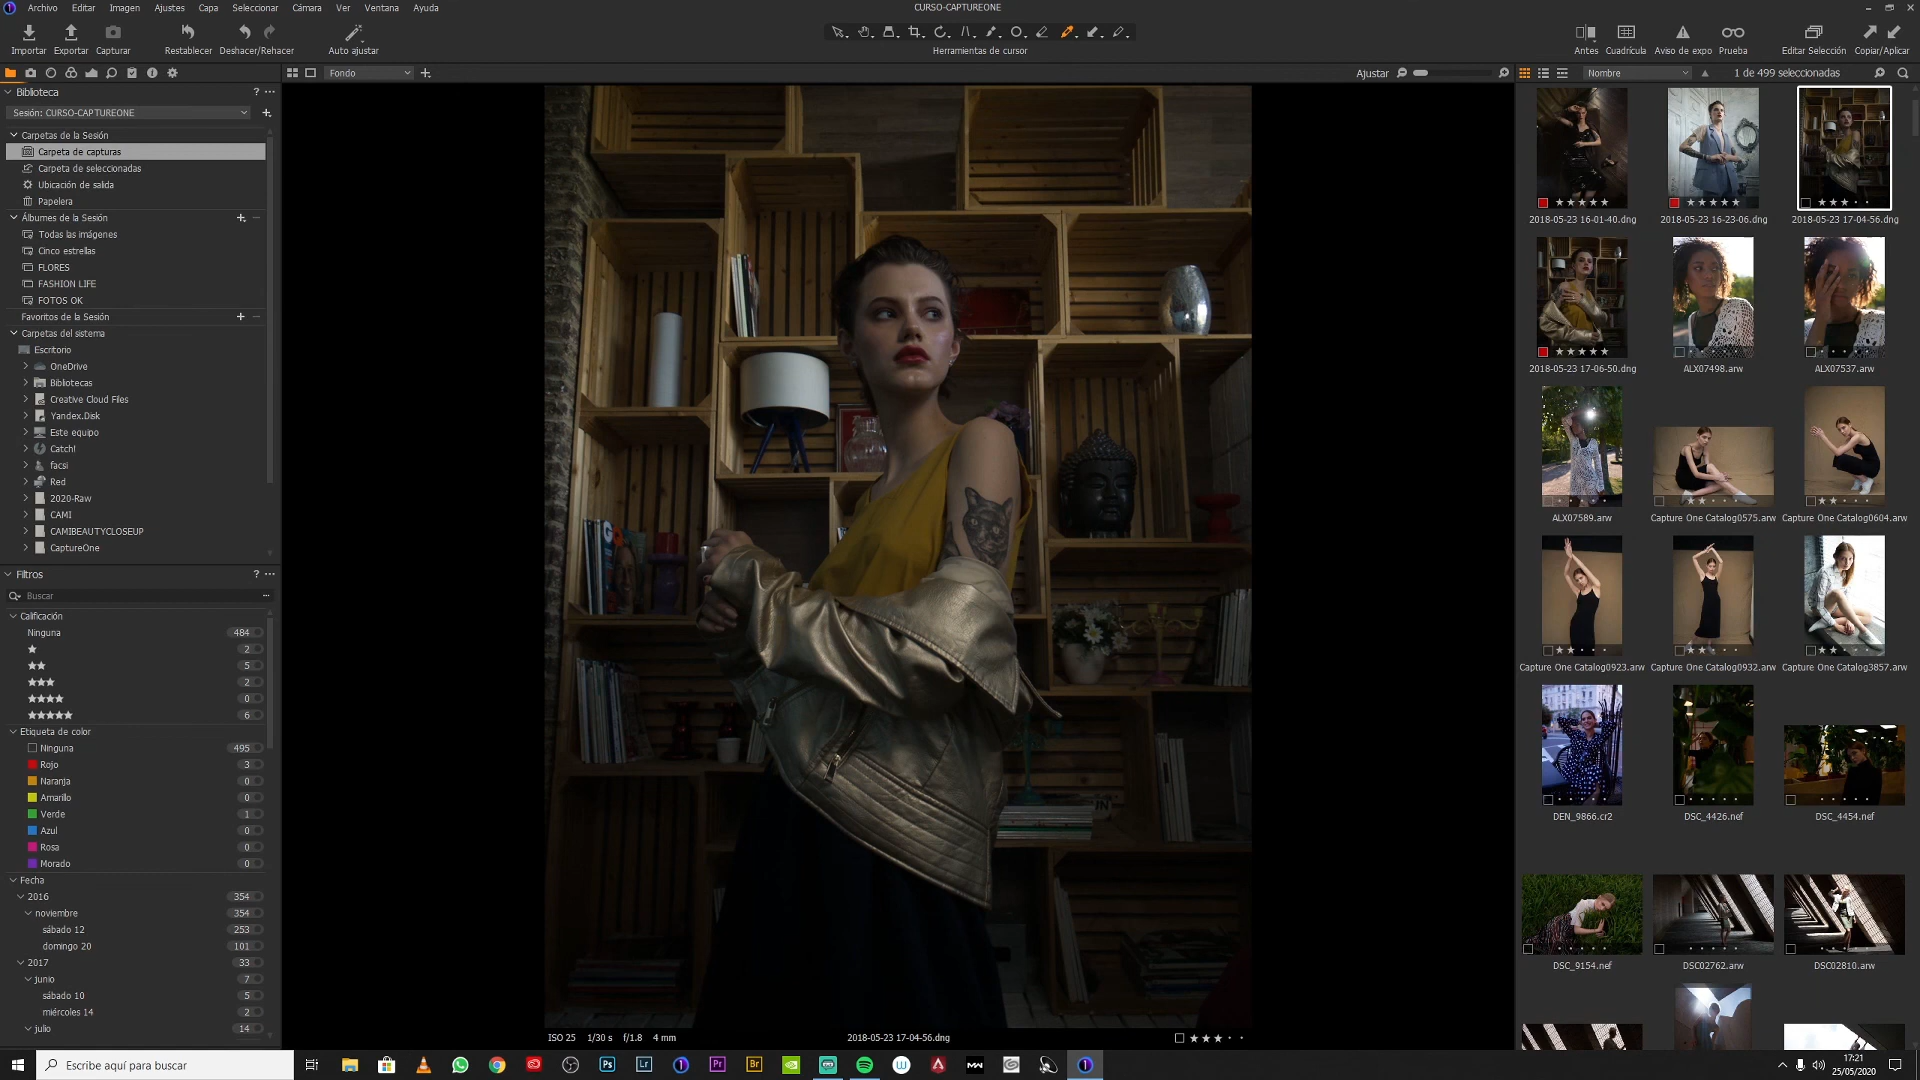 Archivo Editar Imagen Ajustes Capa Seleccionar Cámara Ver Ventana Ayuda
CURSO-CAPTUREONE
Importar Exportar Capturar Restablecer Deshacer/Rehacer Auto ajustar
Herramientas de cursor
Antes Cuadrícula Aviso de expo Prueba Editar Selección Copiar/Aplicar
Fondo
Ajustar
Nombre
1 de 499 seleccionadas
Biblioteca
Sesión: CURSO-CAPTUREONE
Carpetas de la Sesión
Carpeta de capturas
Carpeta de seleccionadas
Ubicación de salida
Papelera
Álbumes de la Sesión
Todas las imágenes
Cinco estrellas
FLORES
FASHION LIFE
FOTOS OK
Favoritos de la Sesión
Carpetas del sistema
Escritorio
OneDrive
Bibliotecas
Creative Cloud Files
Yandex.Disk
Este equipo
Catch!
facsi
Red
2020-Raw
CAMI
CAMIBEAUTYCLOSEUP
CaptureOne
Filtros
Buscar
Calificación
Ninguna 484
★ 2
★★ 5
★★★ 2
★★★★ 0
★★★★★ 6
Etiqueta de color
Ninguna 495
Rojo 3
Naranja 0
Amarillo 0
Verde 1
Azul 0
Rosa 0
Morado 0
Fecha
2016 354
noviembre 354
sábado 12 253
domingo 20 101
2017 33
junio 7
sábado 10 5
miércoles 14 2
julio 14
ISO 25 1/30 s f/1.8 4 mm
2018-05-23 17-04-56.dng
2018-05-23 16-01-40.dng 2018-05-23 16-23-06.dng 2018-05-23 17-04-56.dng
2018-05-23 17-06-50.dng ALX07498.arw ALX07537.arw
ALX07589.arw Capture One Catalog0575.arw Capture One Catalog0604.arw
Capture One Catalog0923.arw Capture One Catalog0932.arw Capture One Catalog3857.arw
DEN_9866.cr2 DSC_4426.nef DSC_4454.nef
DSC_9154.nef DSC02762.arw DSC02810.arw
Escribe aquí para buscar
Ps Lr Pr Br
17:21
25/05/2020